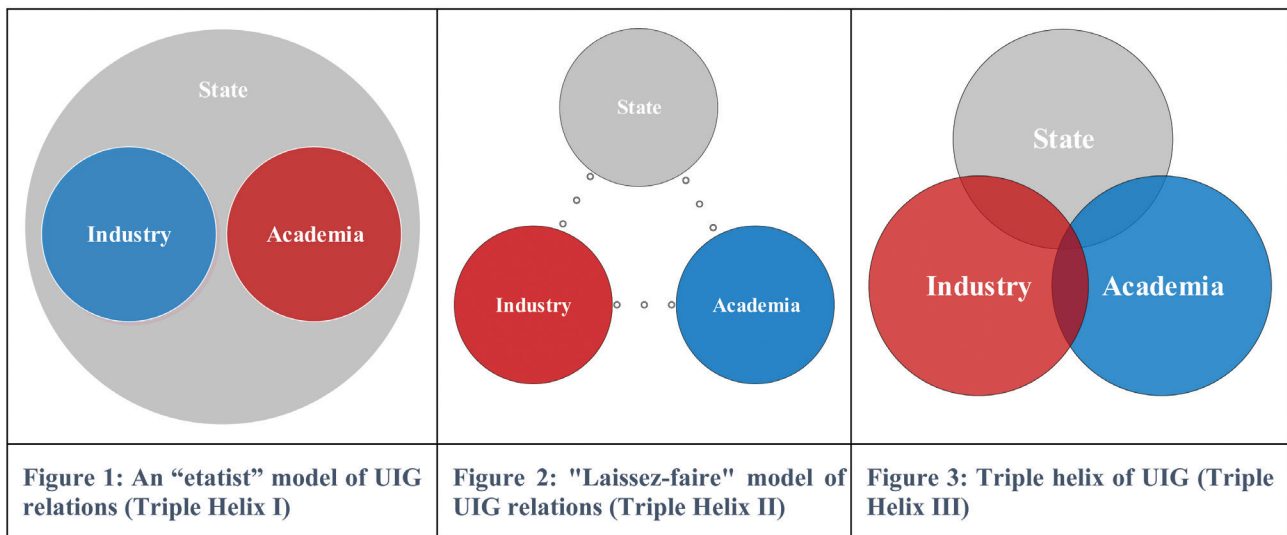 State
Industry
Academia
State
Industry
Academia
State
Industry
Academia
Figure 1: An “etatist” model of UIG
relations (Triple Helix I)
Figure 2: "Laissez-faire" model of
UIG relations (Triple Helix II)
Figure 3: Triple helix of UIG (Triple
Helix III)